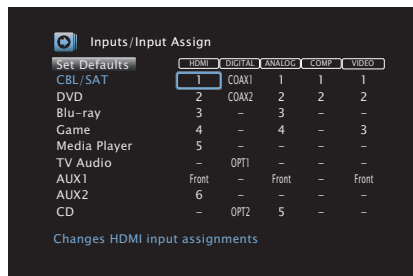 Inputs/Input Assign
Set Defaults HDMI DIGITAL ANALOG COMP VIDEO
CBL/SAT 1 COAX1 1 1 1
DVD 2 COAX2 2 2 2
Blu-ray 3 – 3 – –
Game 4 – 4 – 3
Media Player 5 – – – –
TV Audio – OPT1 – – –
AUX1 Front – Front – Front
AUX2 6 – – – –
CD – OPT2 5 – –
Changes HDMI input assignments